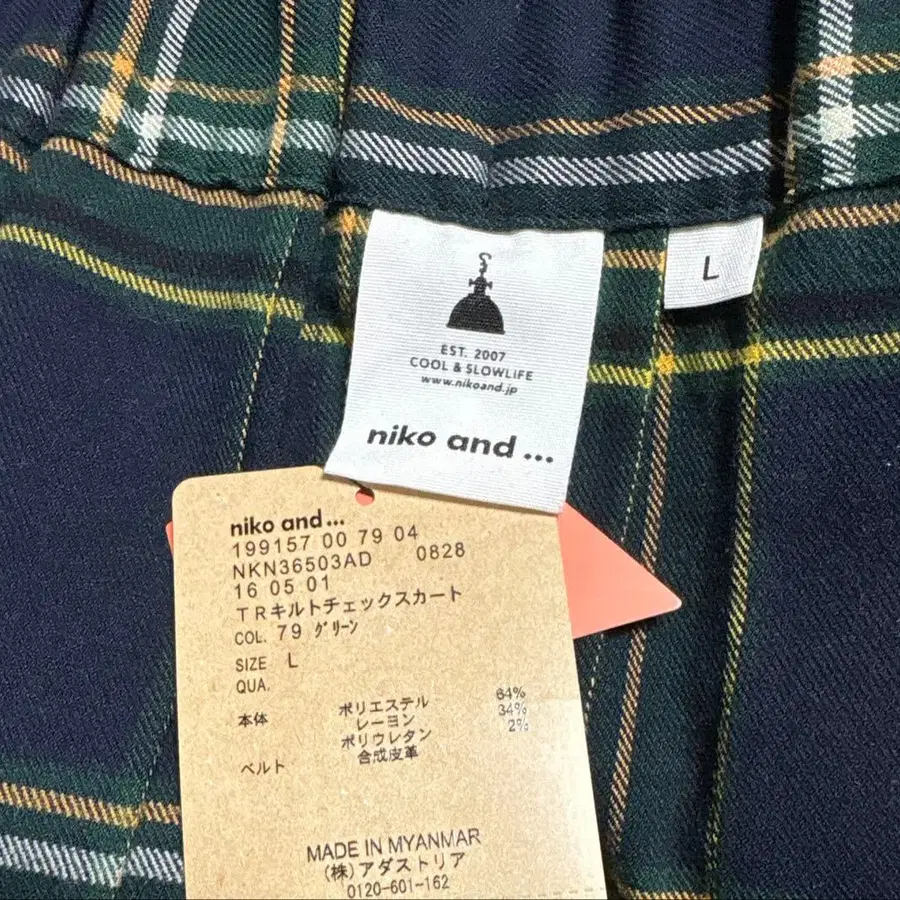 EST. 2007
COOL & SLOWLIFE
www.nikoand.jp
niko and ...
L
niko and ...
199157 00 79 04
NKN36503AD 0828
16 05 01
TRキルトチェックスカート
COL. 79 グリーン
SIZE L
QUA.
本体 ポリエステル 64%
レーヨン 34%
ポリウレタン 2%
ベルト 合成皮革
MADE IN MYANMAR
(株)アダストリア
0120-601-162